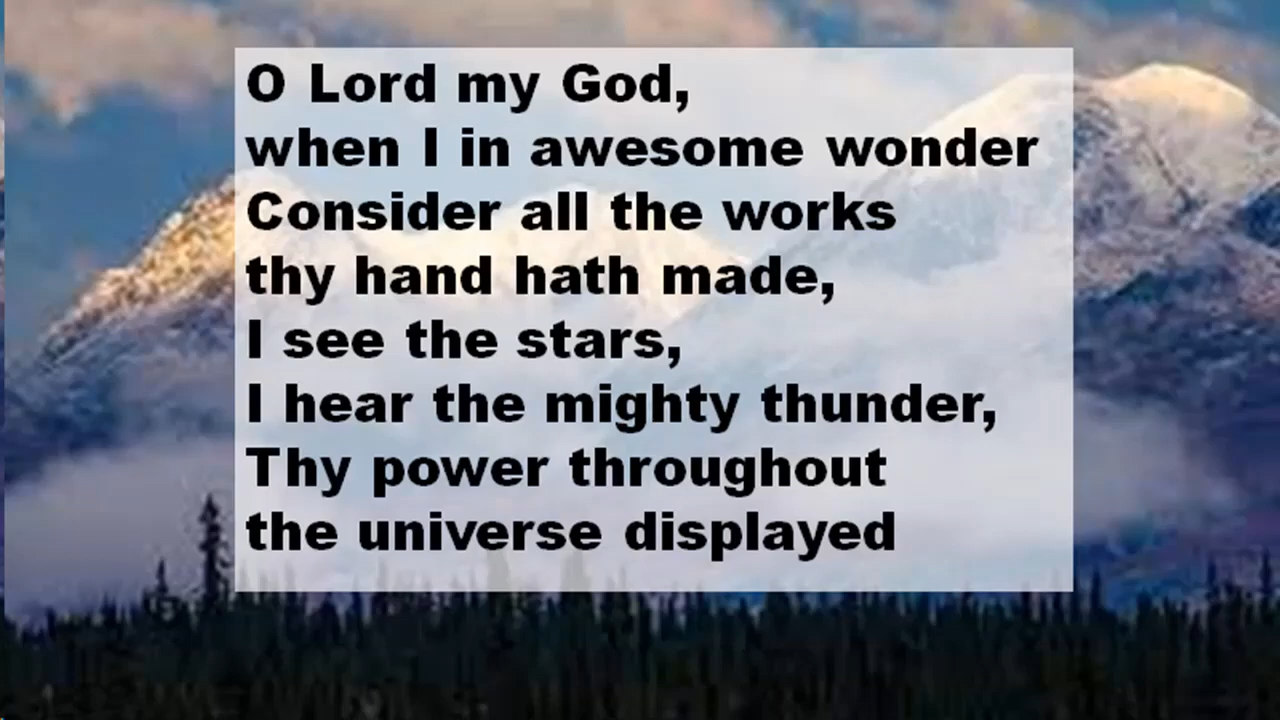 O Lord my God,
when I in awesome wonder
Consider all the works
thy hand hath made,
I see the stars,
I hear the mighty thunder,
Thy power throughout
the universe displayed